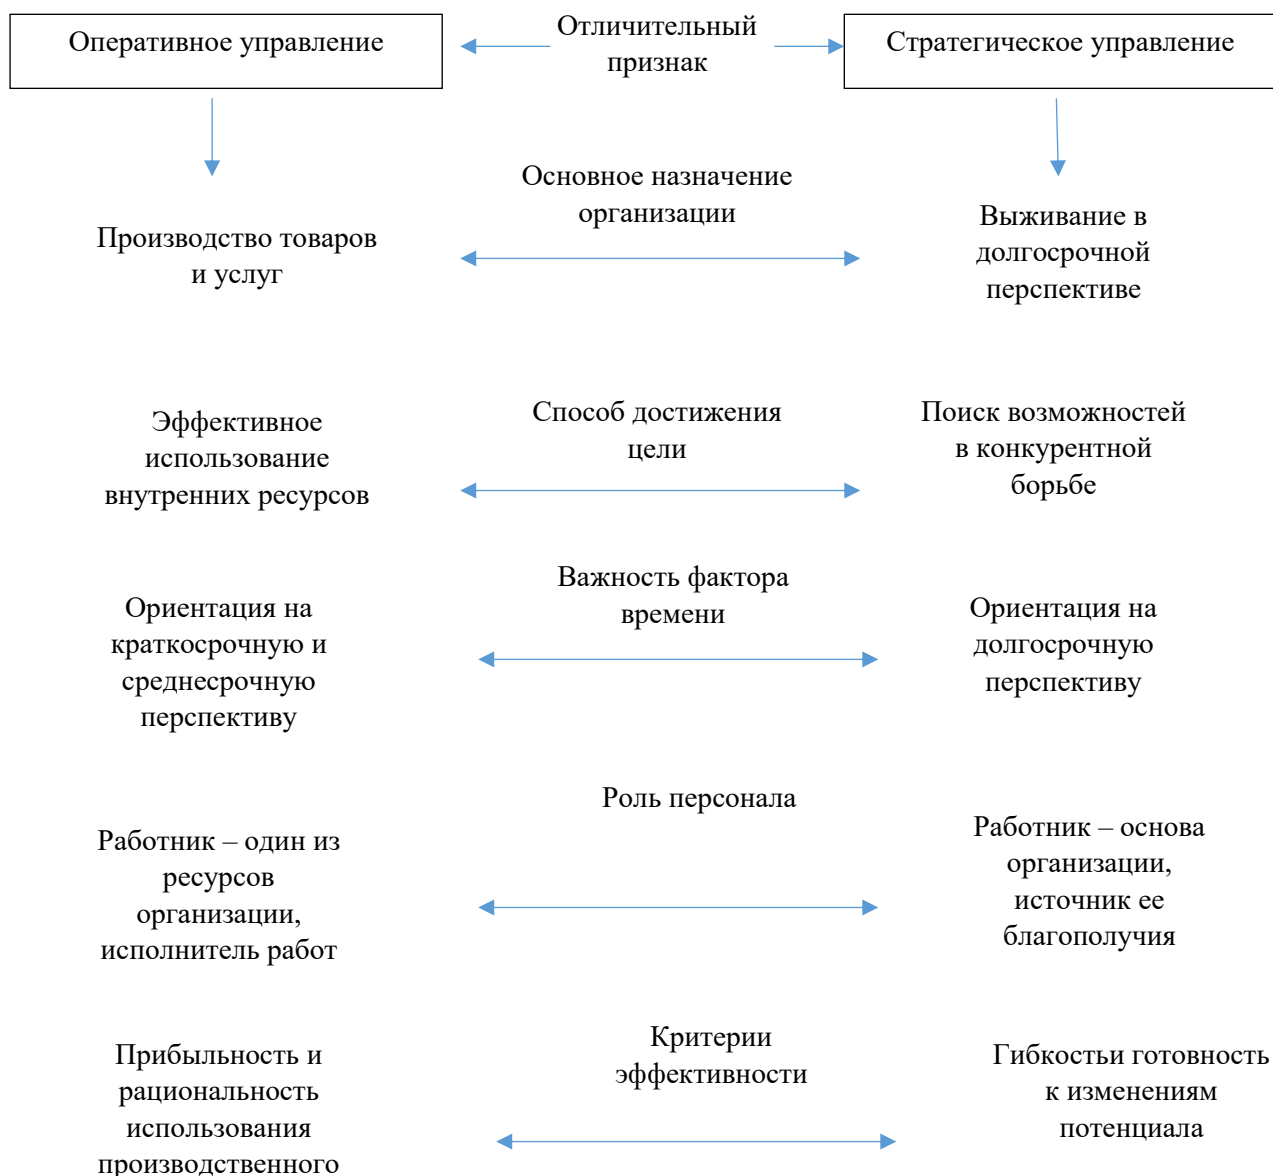 Оперативное управление
Отличительный
признак
Стратегическое управление
Основное назначение
организации
Производство товаров
и услуг
Выживание в
долгосрочной
перспективе
Способ достижения
цели
Эффективное
использование
внутренних ресурсов
Поиск возможностей
в конкурентной
борьбе
Важность фактора
времени
Ориентация на
краткосрочную и
среднесрочную
перспективу
Ориентация на
долгосрочную
перспективу
Роль персонала
Работник – один из
ресурсов
организации,
исполнитель работ
Работник – основа
организации,
источник ее
благополучия
Критерии
эффективности
Прибыльность и
рациональность
использования
производственного
Гибкостьи готовность
к изменениям
потенциала